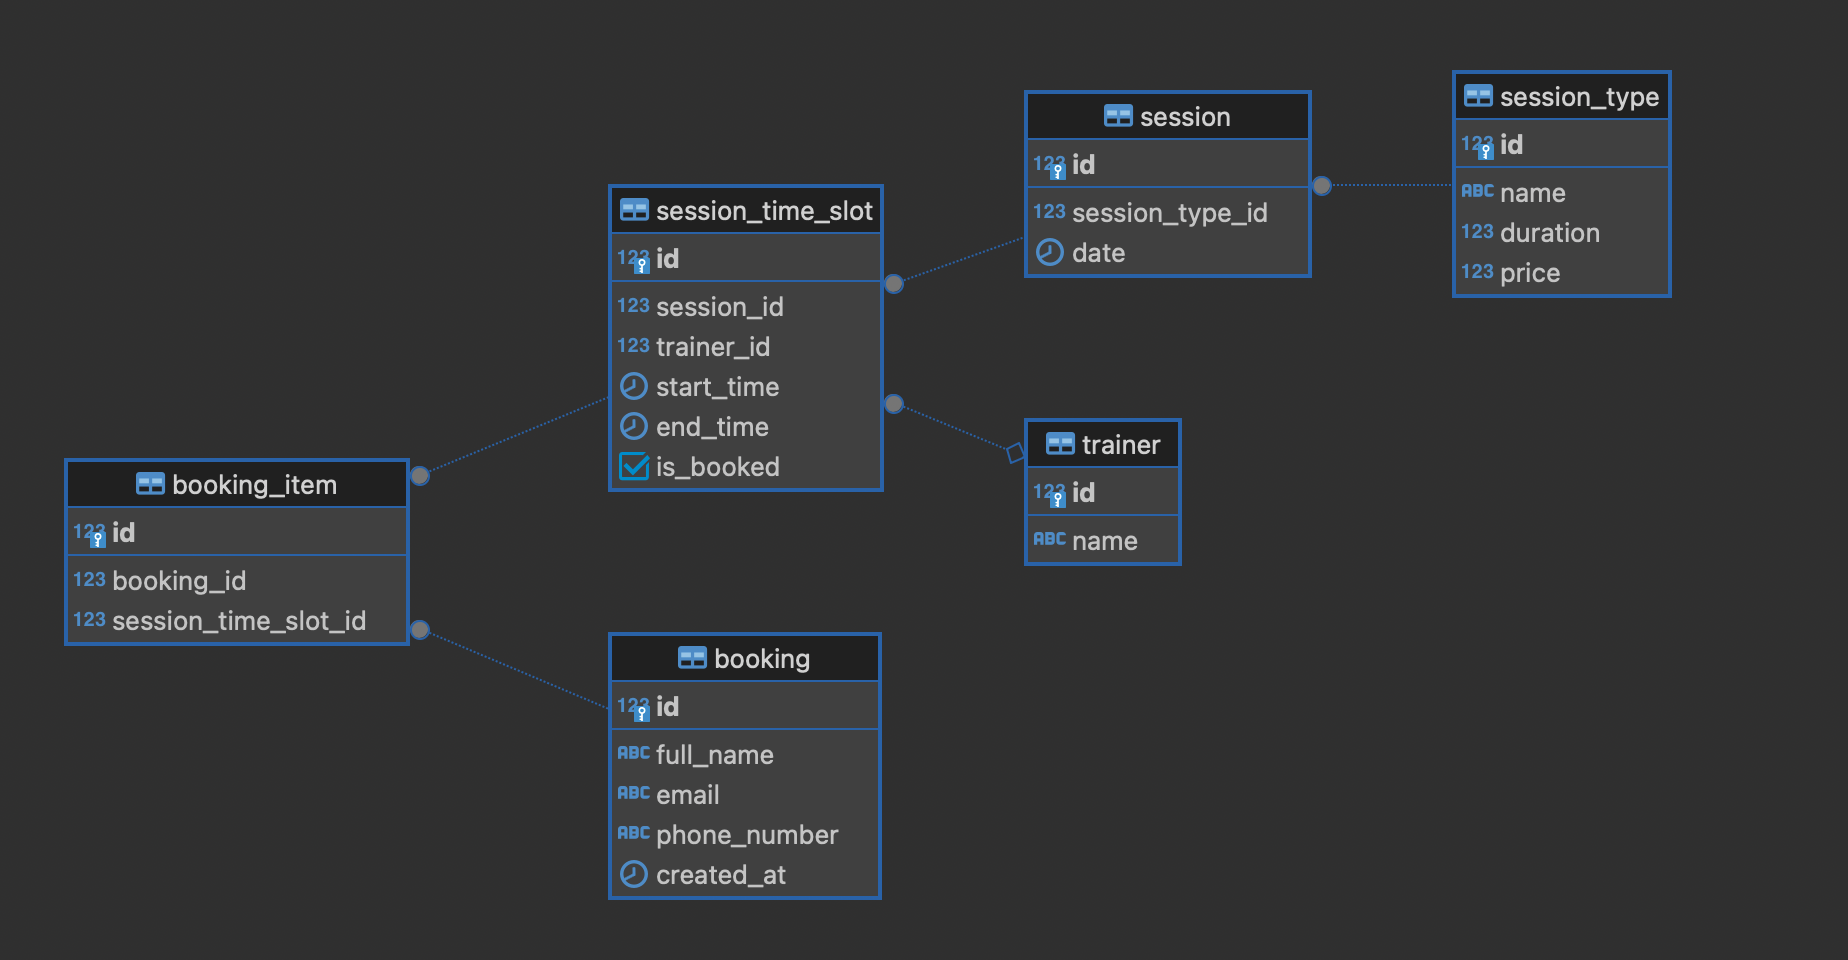 session_type
123 id
ABC name
123 duration
123 price
session
123 id
123 session_type_id
date
session_time_slot
123 id
123 session_id
123 trainer_id
start_time
end_time
is_booked
trainer
123 id
ABC name
booking_item
123 id
123 booking_id
123 session_time_slot_id
booking
123 id
ABC full_name
ABC email
ABC phone_number
created_at